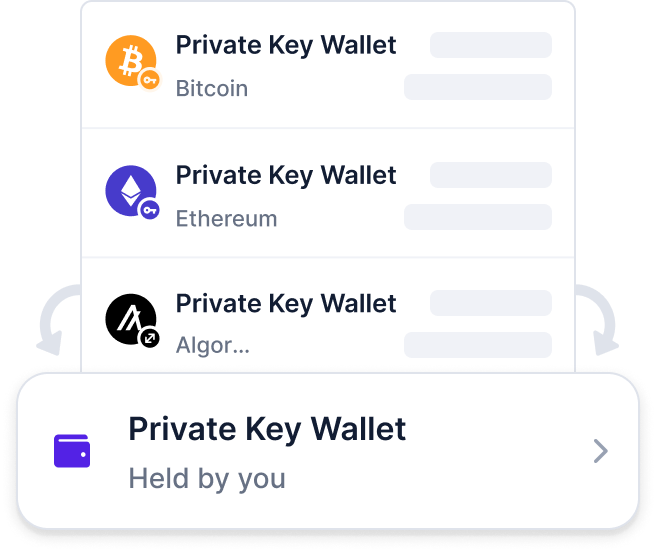 Private Key Wallet
Bitcoin
Private Key Wallet
Ethereum
Private Key Wallet
Algor...
Private Key Wallet
Held by you